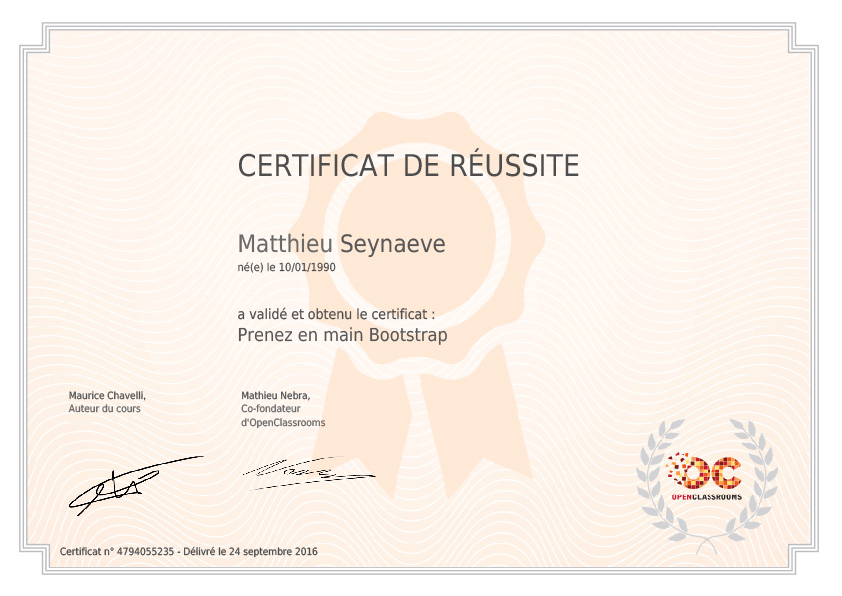 CERTIFICAT DE RÉUSSITE
Matthieu Seynaeve
né(e) le 10/01/1990
a validé et obtenu le certificat :
Prenez en main Bootstrap
Maurice Chavelli,
Auteur du cours
Mathieu Nebra,
Co-fondateur
d'OpenClassrooms
OC
OPENCLASSROOMS
Certificat n° 4794055235 - Délivré le 24 septembre 2016